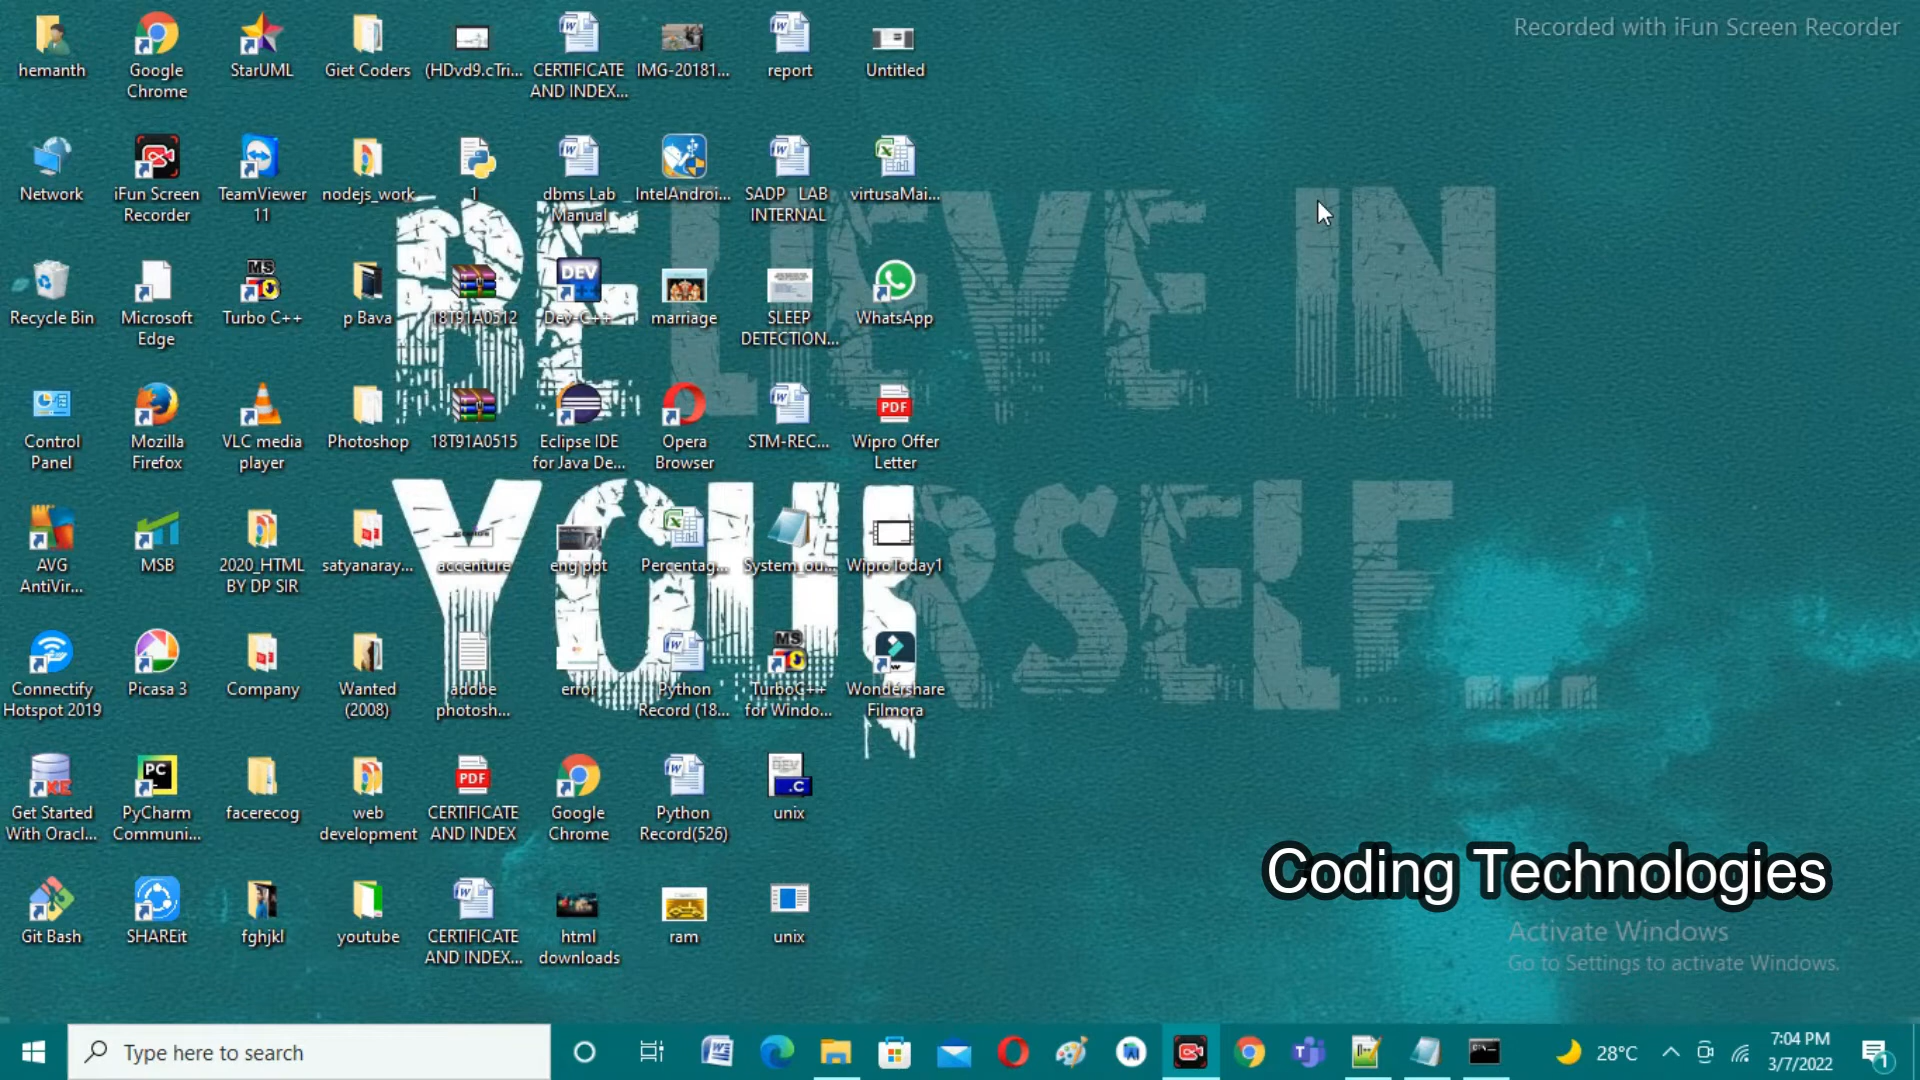 Recorded with iFun Screen Recorder
hemanth
Google
Chrome
StarUML
Giet Coders
(HDvd9.cTri...
CERTIFICATE
AND INDEX...
IMG-20181...
report
Untitled
Network
iFun Screen
Recorder
TeamViewer
11
nodejs_work
1
dbms Lab
Manual
IntelAndroi...
SADP LAB
INTERNAL
virtusaMai...
BELIEVE IN
Recycle Bin
Microsoft
Edge
Turbo C++
p Bava
18T91A0512
Dev-C++
marriage
SLEEP
DETECTION...
WhatsApp
Control
Panel
Mozilla
Firefox
VLC media
player
Photoshop
18T91A0515
Eclipse IDE
for Java De...
Opera
Browser
STM-REC...
Wipro Offer
Letter
YOURSELF...
AVG
AntiVir...
MSB
2020_HTML
BY DP SIR
satyanaray...
accenture
eng ppt
Percentag...
System_ou...
WiproToday1
Connectify
Hotspot 2019
Picasa 3
Company
Wanted
(2008)
adobe
photosh...
error
Python
Record (18...
TurboC++
for Windo...
Wondershare
Filmora
Get Started
With Oracl...
PyCharm
Communi...
facerecog
web
development
CERTIFICATE
AND INDEX
Google
Chrome
Python
Record(526)
unix
Git Bash
SHAREit
fghjkl
youtube
CERTIFICATE
AND INDEX...
html
downloads
ram
unix
Coding Technologies
Activate Windows
Go to Settings to activate Windows.
Type here to search
28°C
7:04 PM
3/7/2022
1